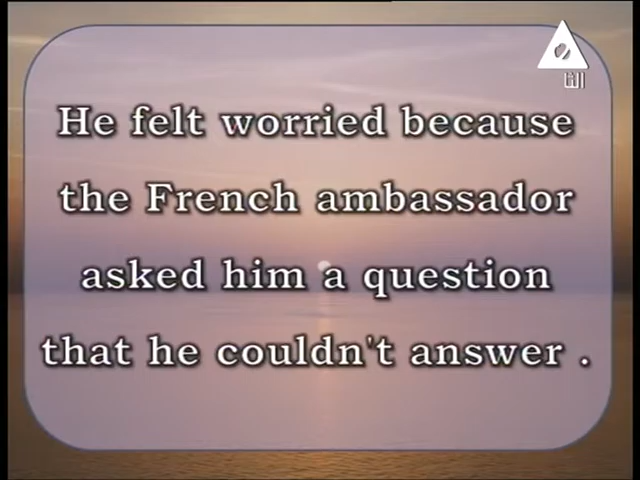 He felt worried because
the French ambassador
asked him a question
that he couldn't answer .